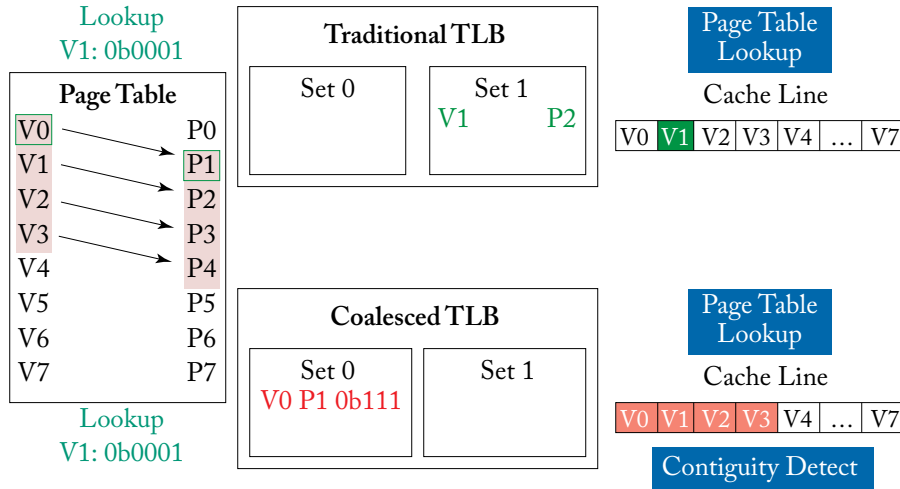 Lookup
V1: 0b0001
Page Table
V0 P0
V1 P1
V2 P2
V3 P3
V4 P4
V5 P5
V6 P6
V7 P7
Lookup
V1: 0b0001
Traditional TLB
Set 0
Set 1
V1 P2
Page Table
Lookup
Cache Line
V0 V1 V2 V3 V4 ... V7
Coalesced TLB
Set 0
V0 P1 0b111
Set 1
Page Table
Lookup
Cache Line
V0 V1 V2 V3 V4 ... V7
Contiguity Detect